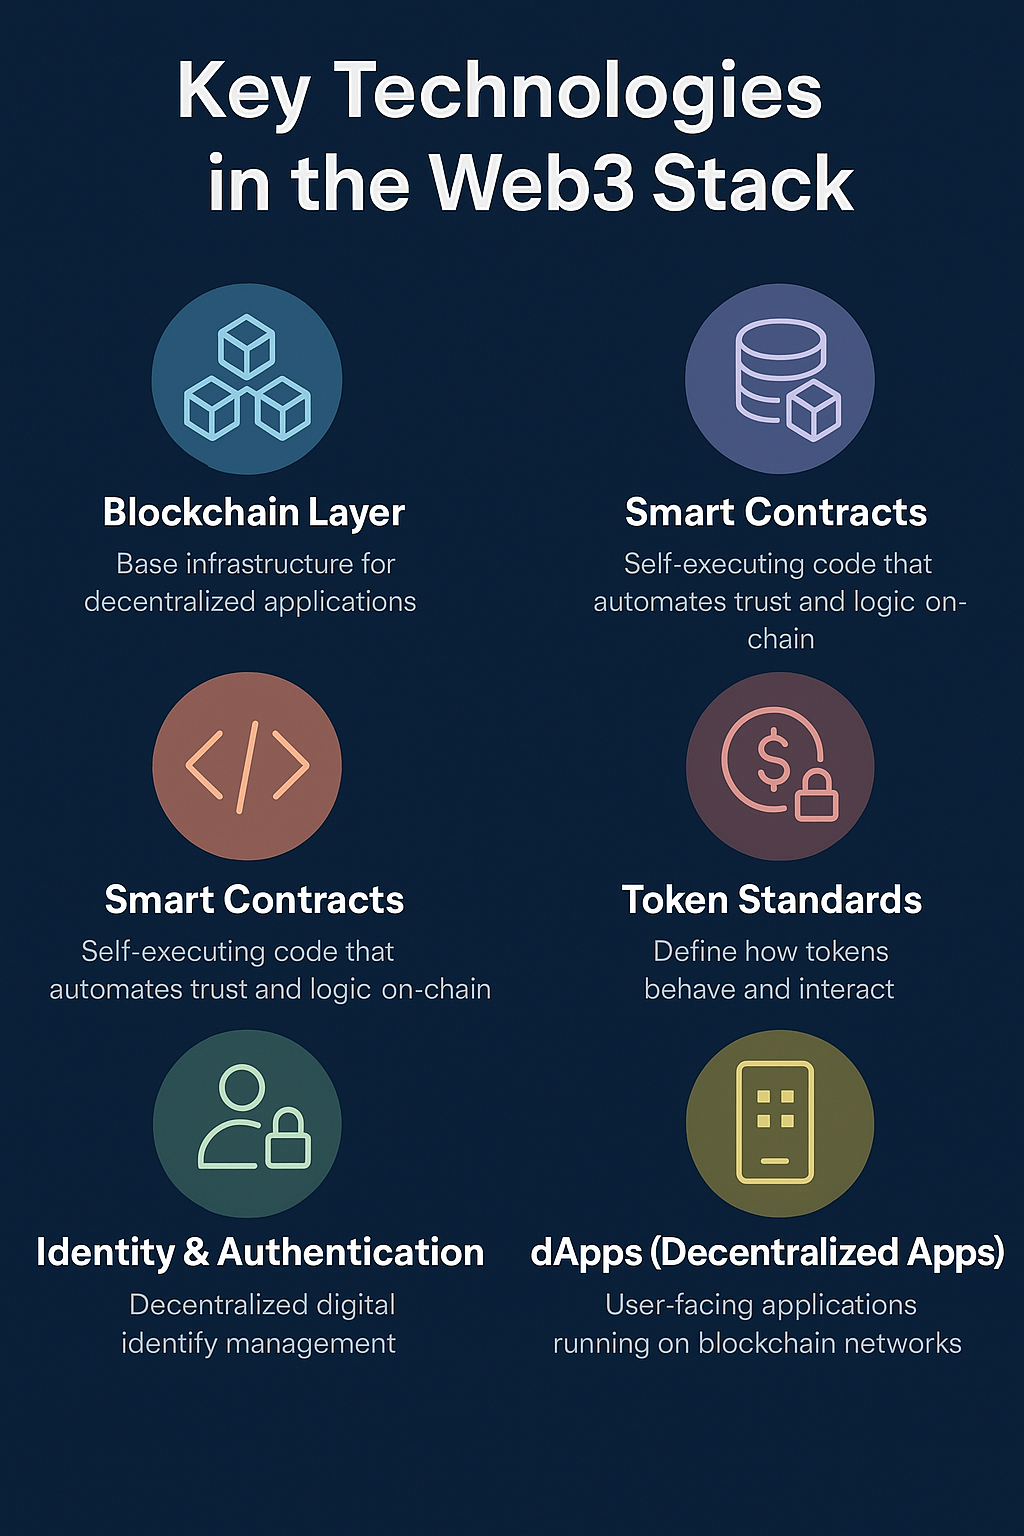 Key Technologies
in the Web3 Stack
Blockchain Layer
Base infrastructure for
decentralized applications
Smart Contracts
Self-executing code that
automates trust and logic on-
chain
Smart Contracts
Self-executing code that
automates trust and logic on-chain
Token Standards
Define how tokens
behave and interact
Identity & Authentication
Decentralized digital
identify management
dApps (Decentralized Apps)
User-facing applications
running on blockchain networks